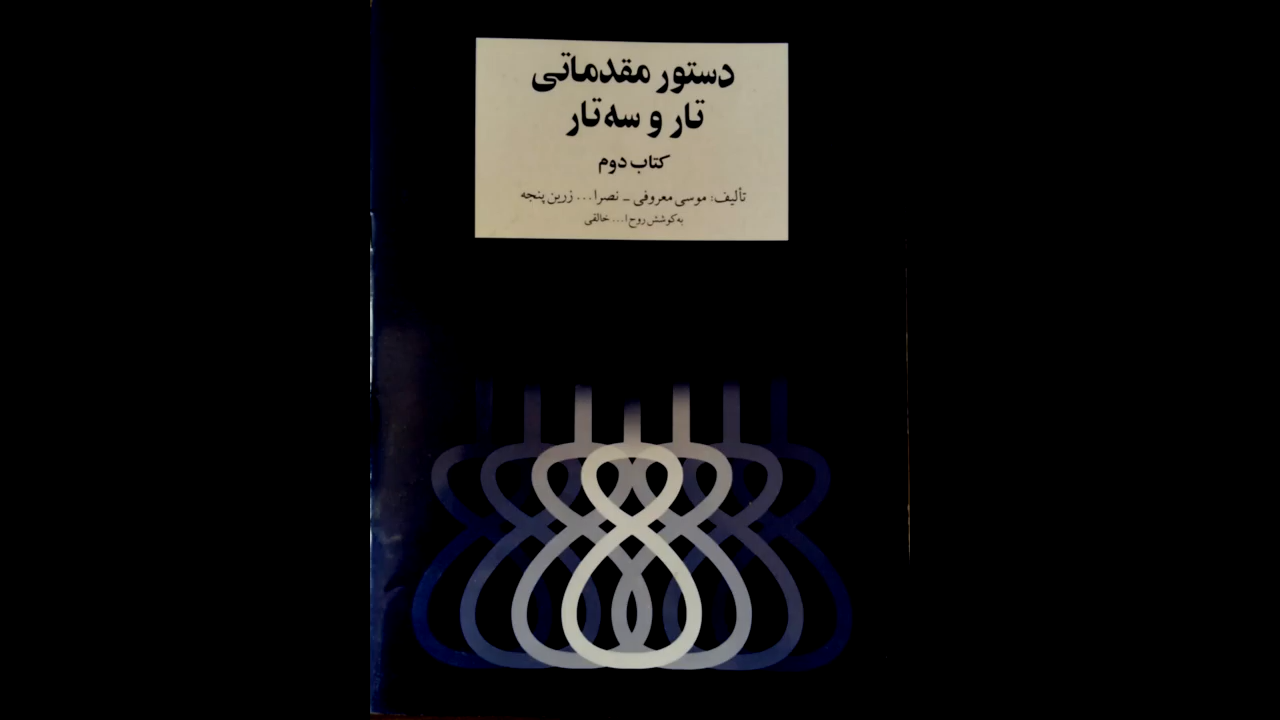 دستور مقدماتی
تار و سه‌تار
کتاب دوم
تألیف: موسی معروفی - نصرا... زرین پنجه
به‌کوشش روح ا... خالقی